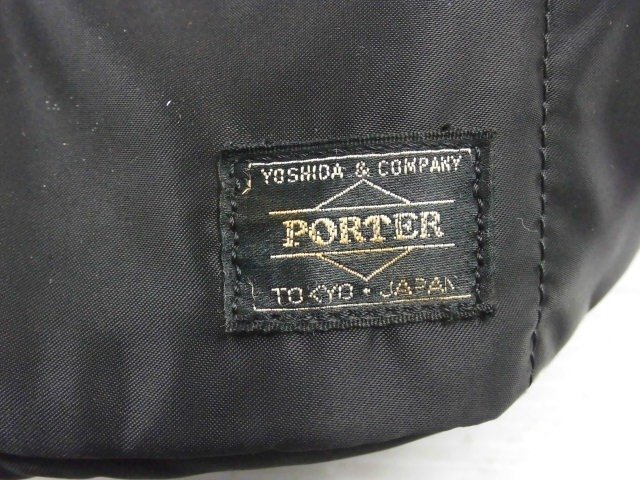 YOSHIDA & COMPANY
PORTER
TOKYO · JAPAN